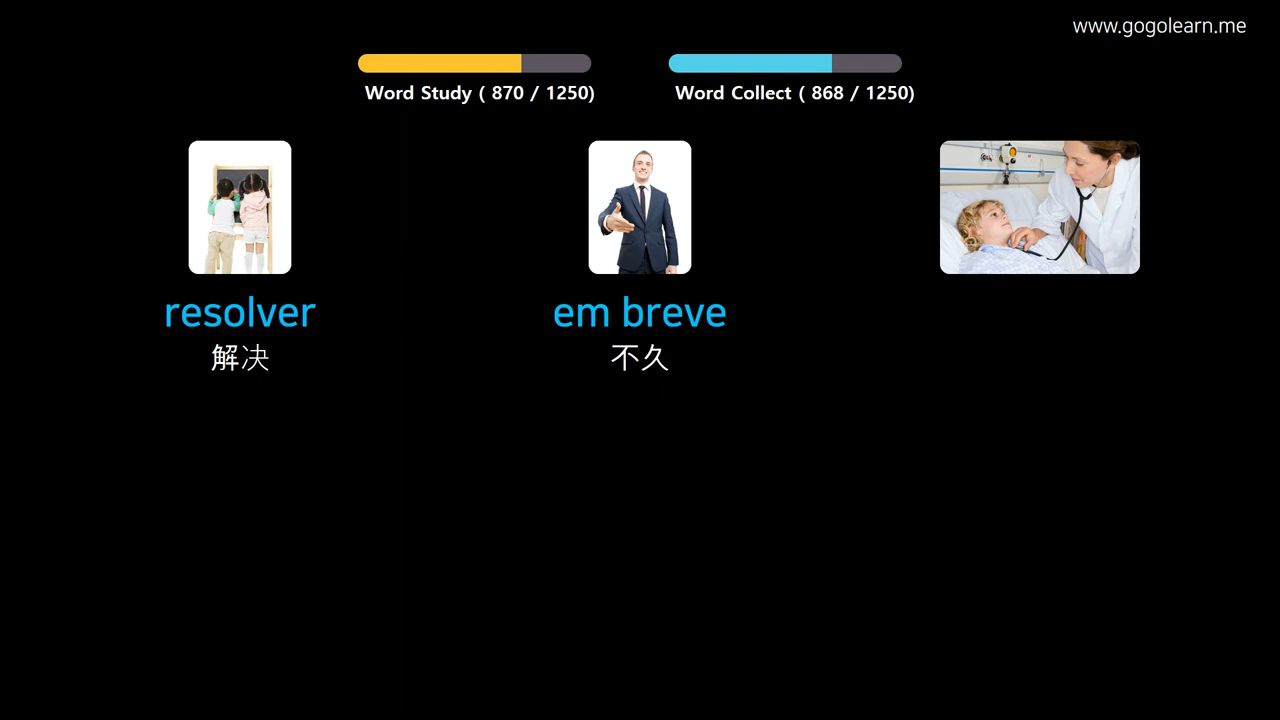 www.gogolearn.me
Word Study ( 870 / 1250)
Word Collect ( 868 / 1250)
resolver
解决
em breve
不久